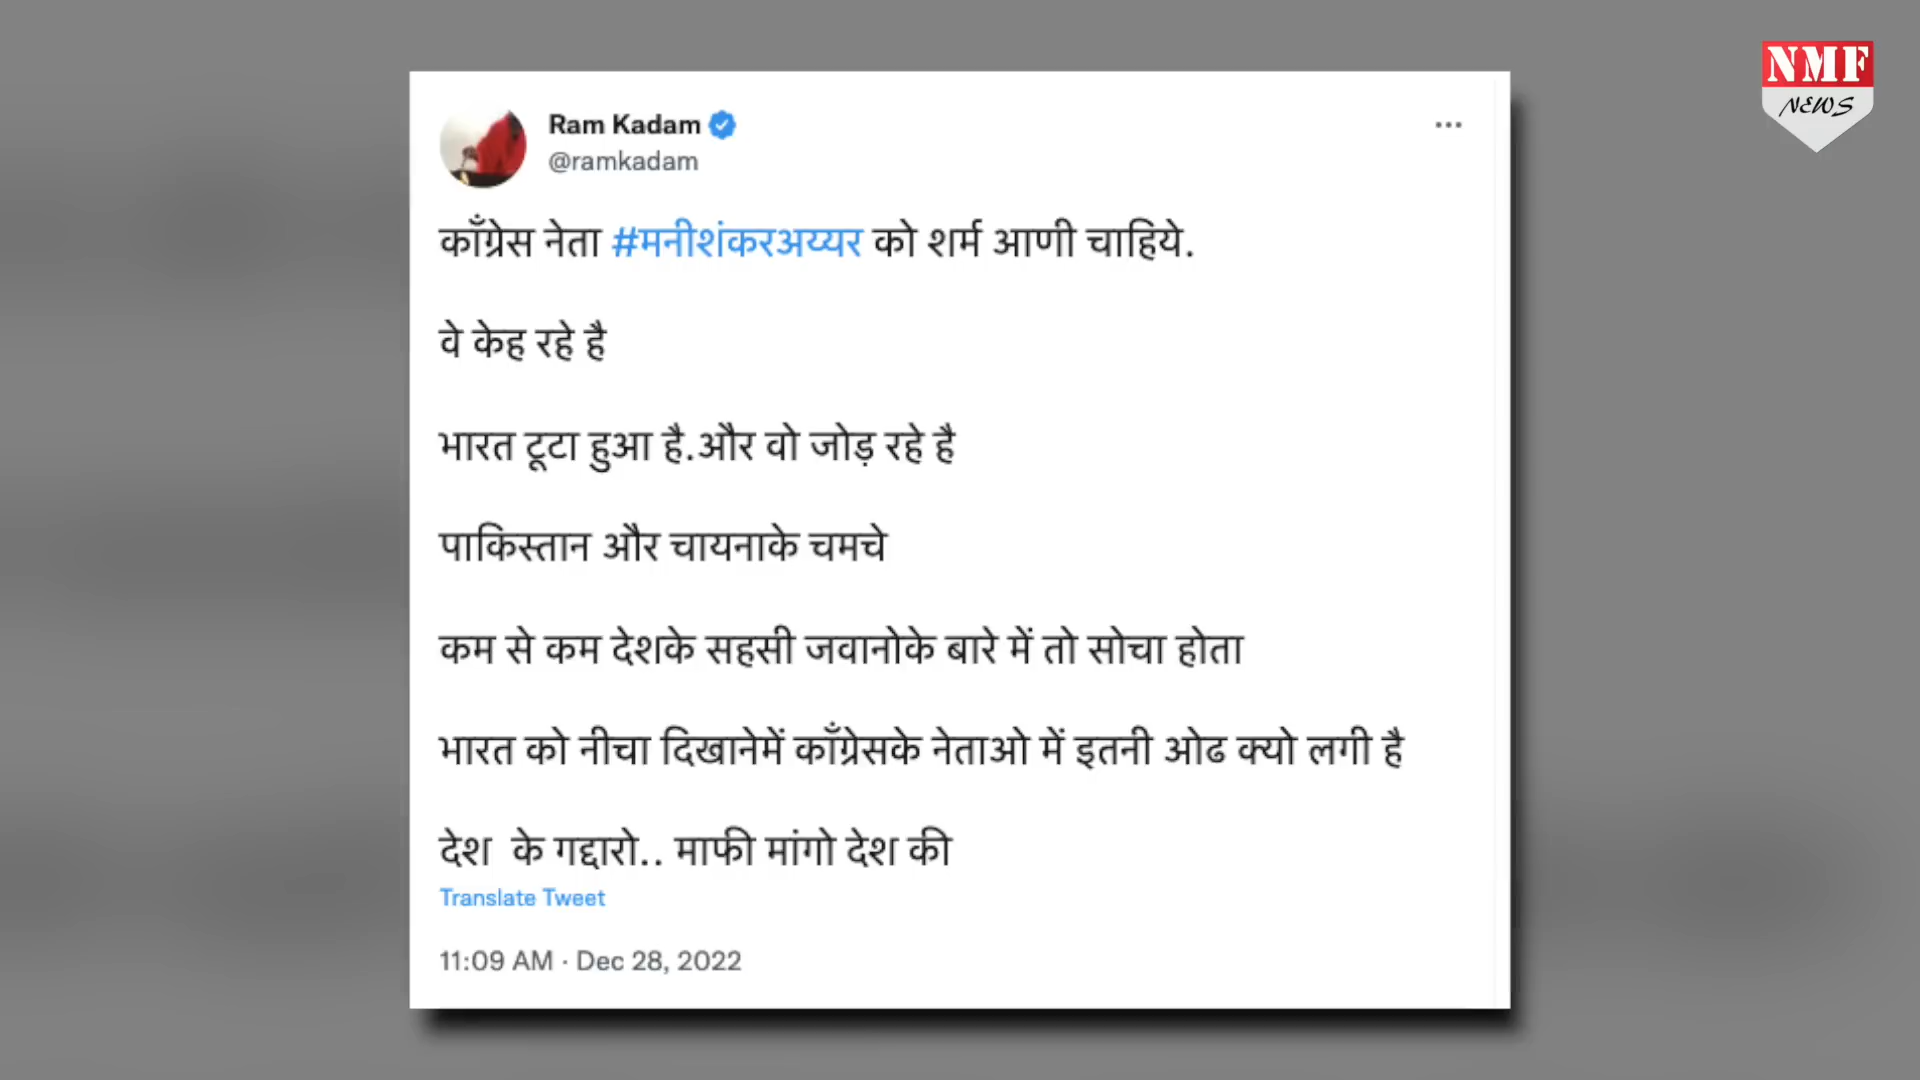 NMF
NEWS
Ram Kadam
@ramkadam
काँग्रेस नेता #मनीशंकरअय्यर को शर्म आणी चाहिये.
वे केह रहे है
भारत टूटा हुआ है.और वो जोड़ रहे है
पाकिस्तान और चायनाके चमचे
कम से कम देशके सहसी जवानोके बारे में तो सोचा होता
भारत को नीचा दिखानेमें काँग्रेसके नेताओ में इतनी ओढ क्यो लगी है
देश के गद्दारो.. माफी मांगो देश की
Translate Tweet
11:09 AM · Dec 28, 2022